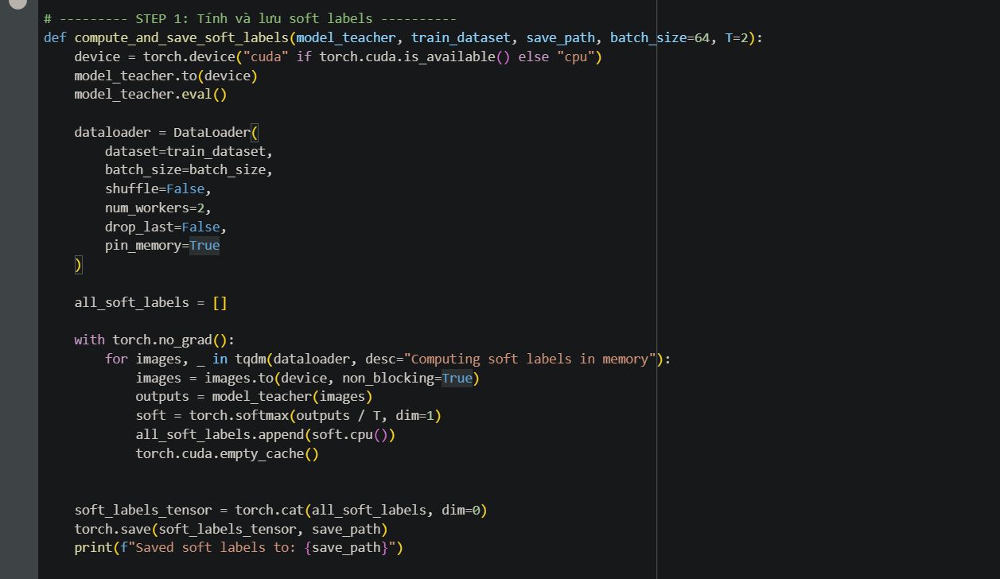 # --------- STEP 1: Tính và lưu soft labels ----------
def compute_and_save_soft_labels(model_teacher, train_dataset, save_path, batch_size=64, T=2):
    device = torch.device("cuda" if torch.cuda.is_available() else "cpu")
    model_teacher.to(device)
    model_teacher.eval()

    dataloader = DataLoader(
        dataset=train_dataset,
        batch_size=batch_size,
        shuffle=False,
        num_workers=2,
        drop_last=False,
        pin_memory=True
    )

    all_soft_labels = []

    with torch.no_grad():
        for images, _ in tqdm(dataloader, desc="Computing soft labels in memory"):
            images = images.to(device, non_blocking=True)
            outputs = model_teacher(images)
            soft = torch.softmax(outputs / T, dim=1)
            all_soft_labels.append(soft.cpu())
            torch.cuda.empty_cache()


    soft_labels_tensor = torch.cat(all_soft_labels, dim=0)
    torch.save(soft_labels_tensor, save_path)
    print(f"Saved soft labels to: {save_path}")